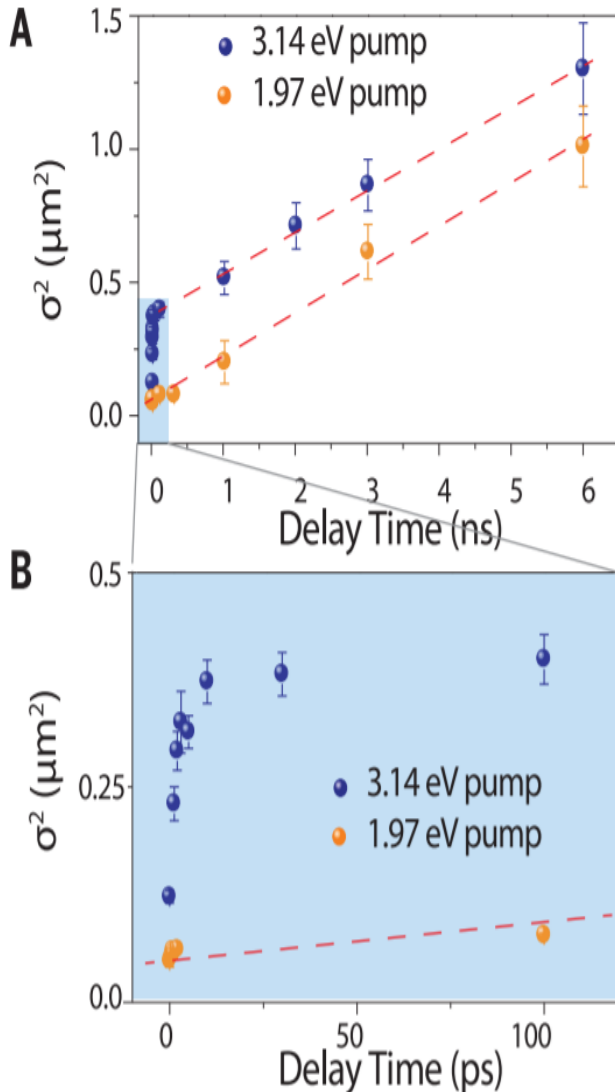 A
1.5
3.14 eV pump
1.97 eV pump
1.0
0.5
0.0
σ² (μm²)
0 1 2 3 4 5 6
Delay Time (ns)
B
0.5
0.25
0.0
σ² (μm²)
3.14 eV pump
1.97 eV pump
0 50 100
Delay Time (ps)